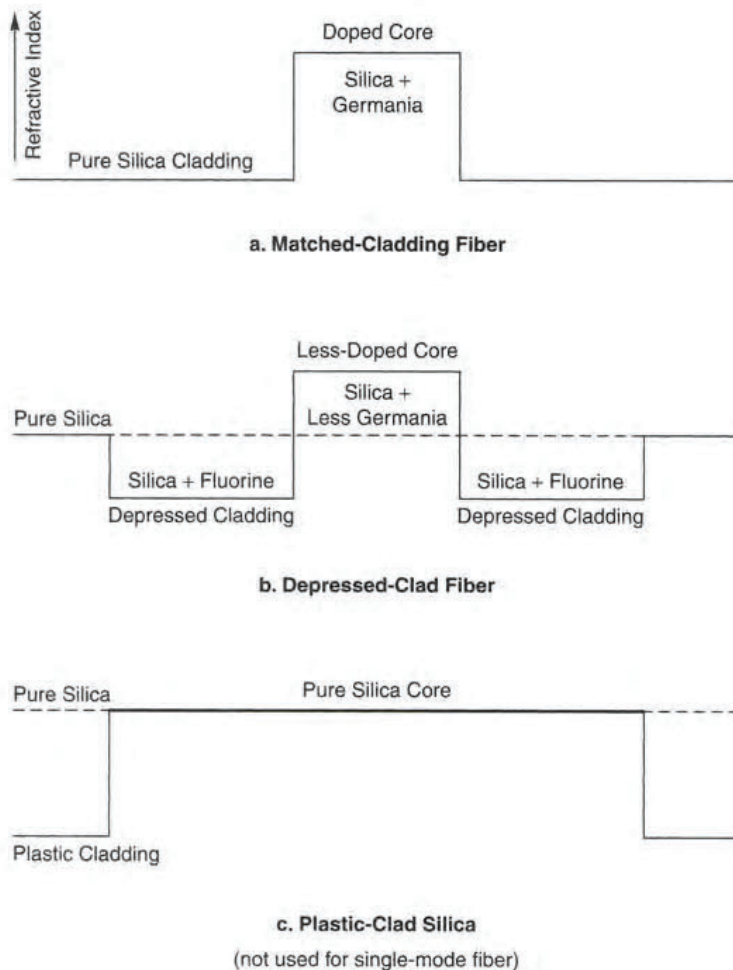 Refractive Index
Doped Core
Silica +
Germania
Pure Silica Cladding
a. Matched-Cladding Fiber
Less-Doped Core
Silica +
Less Germania
Pure Silica
Silica + Fluorine
Silica + Fluorine
Depressed Cladding
Depressed Cladding
b. Depressed-Clad Fiber
Pure Silica
Pure Silica Core
Plastic Cladding
c. Plastic-Clad Silica
(not used for single-mode fiber)